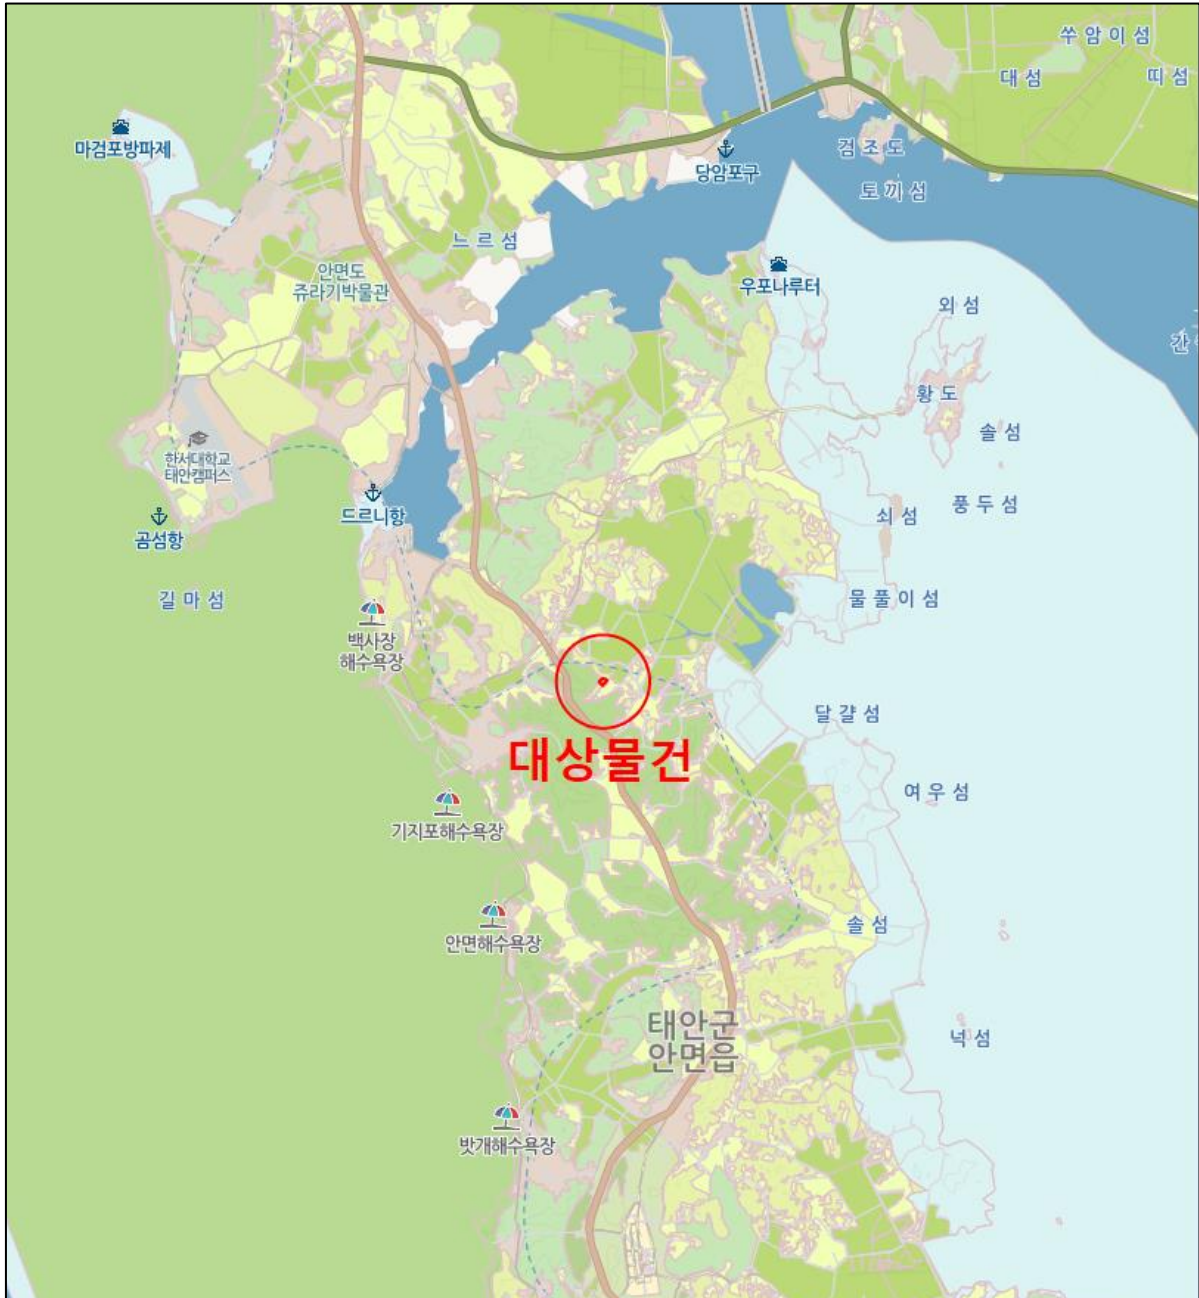 쑤암이섬
대섬
띠섬
마검포방파제
당암포구
검조도
토끼섬
느르섬
안면도
쥬라기박물관
우포나루터
외섬
황도
솔섬
한서대학교
태안캠퍼스
드르니항
곰섬항
쇠섬
풍두섬
길마섬
물풀이섬
백사장
해수욕장
대상물건
달걀섬
여우섬
기지포해수욕장
안면해수욕장
솔섬
태안군
안면읍
넉섬
밧개해수욕장